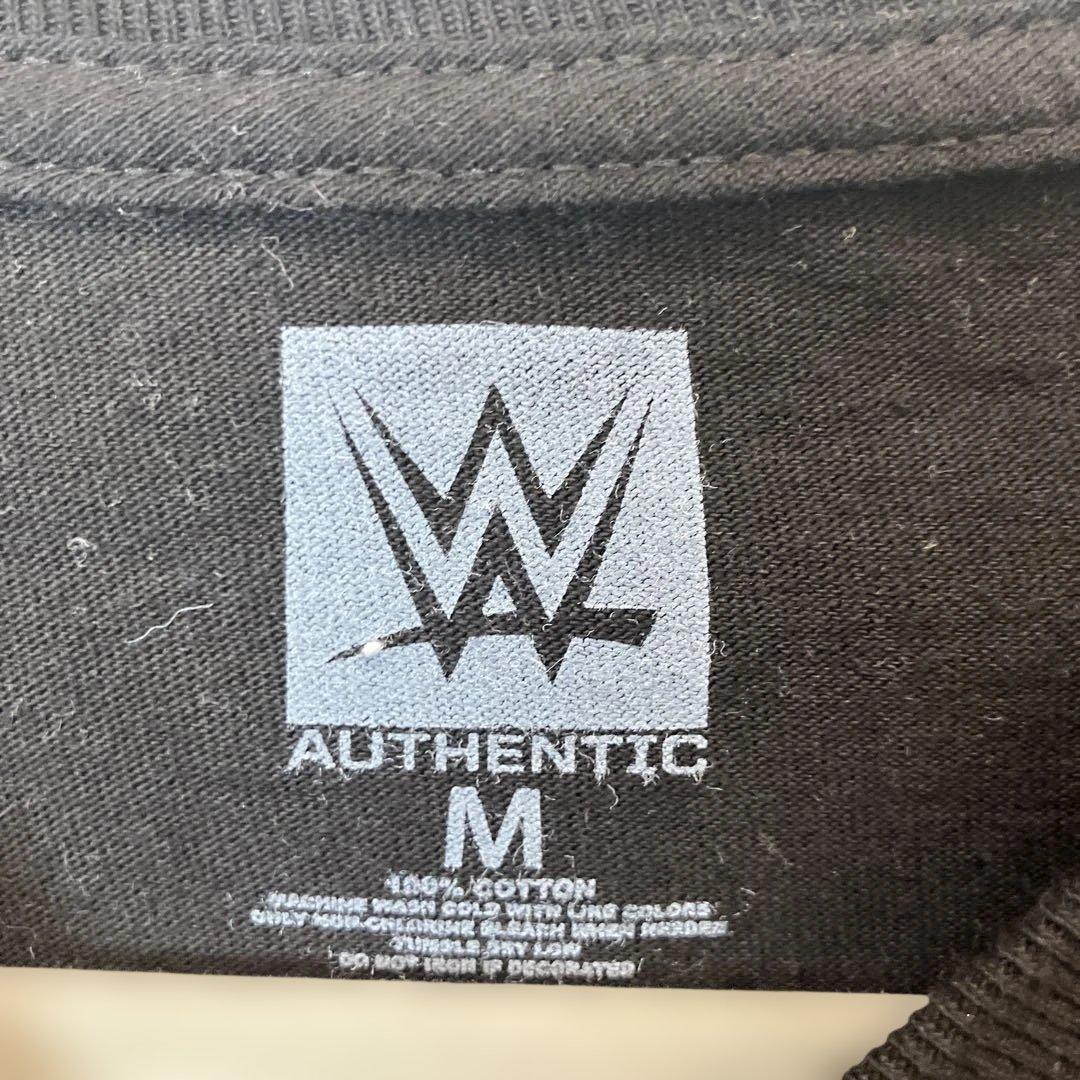 W
AUTHENTIC
M
100% COTTON
MACHINE WASH COLD WITH LIKE COLORS
ONLY NON-CHLORINE BLEACH WHEN NEEDED
TUMBLE DRY LOW
DO NOT IRON IF DECORATED